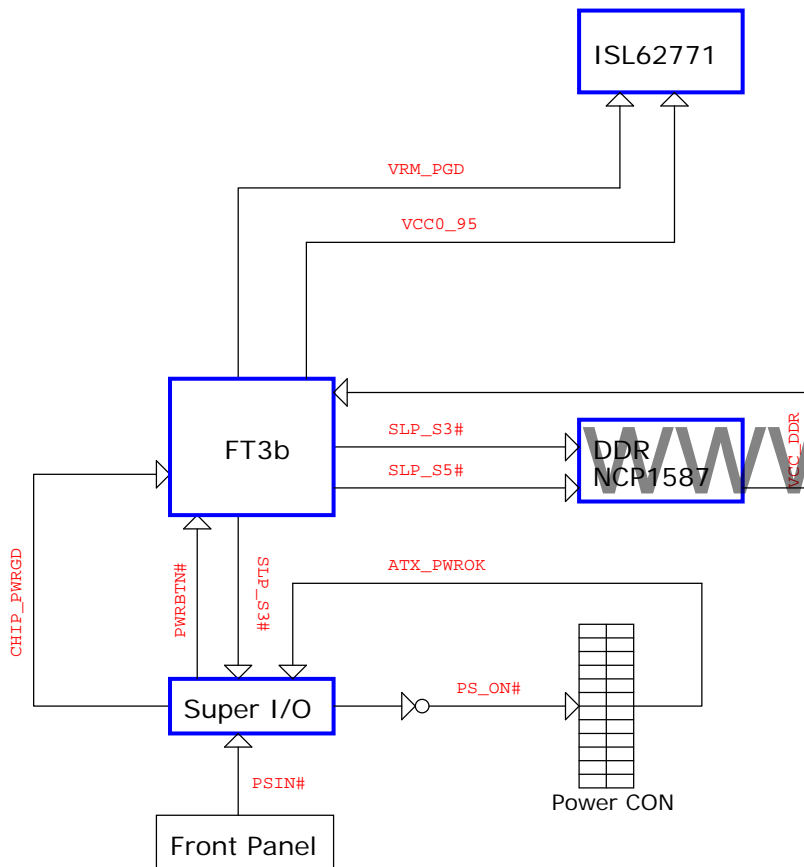 ISL62771
VRM_PGD
VCC0_95
FT3b
SLP_S3#
SLP_S5#
DDR
NCP1587
VCC_DDR
www
CHIP_PWRGD
PWRBTN#
SLP_S3#
ATX_PWROK
Super I/O
PS_ON#
PSIN#
Power CON
Front Panel